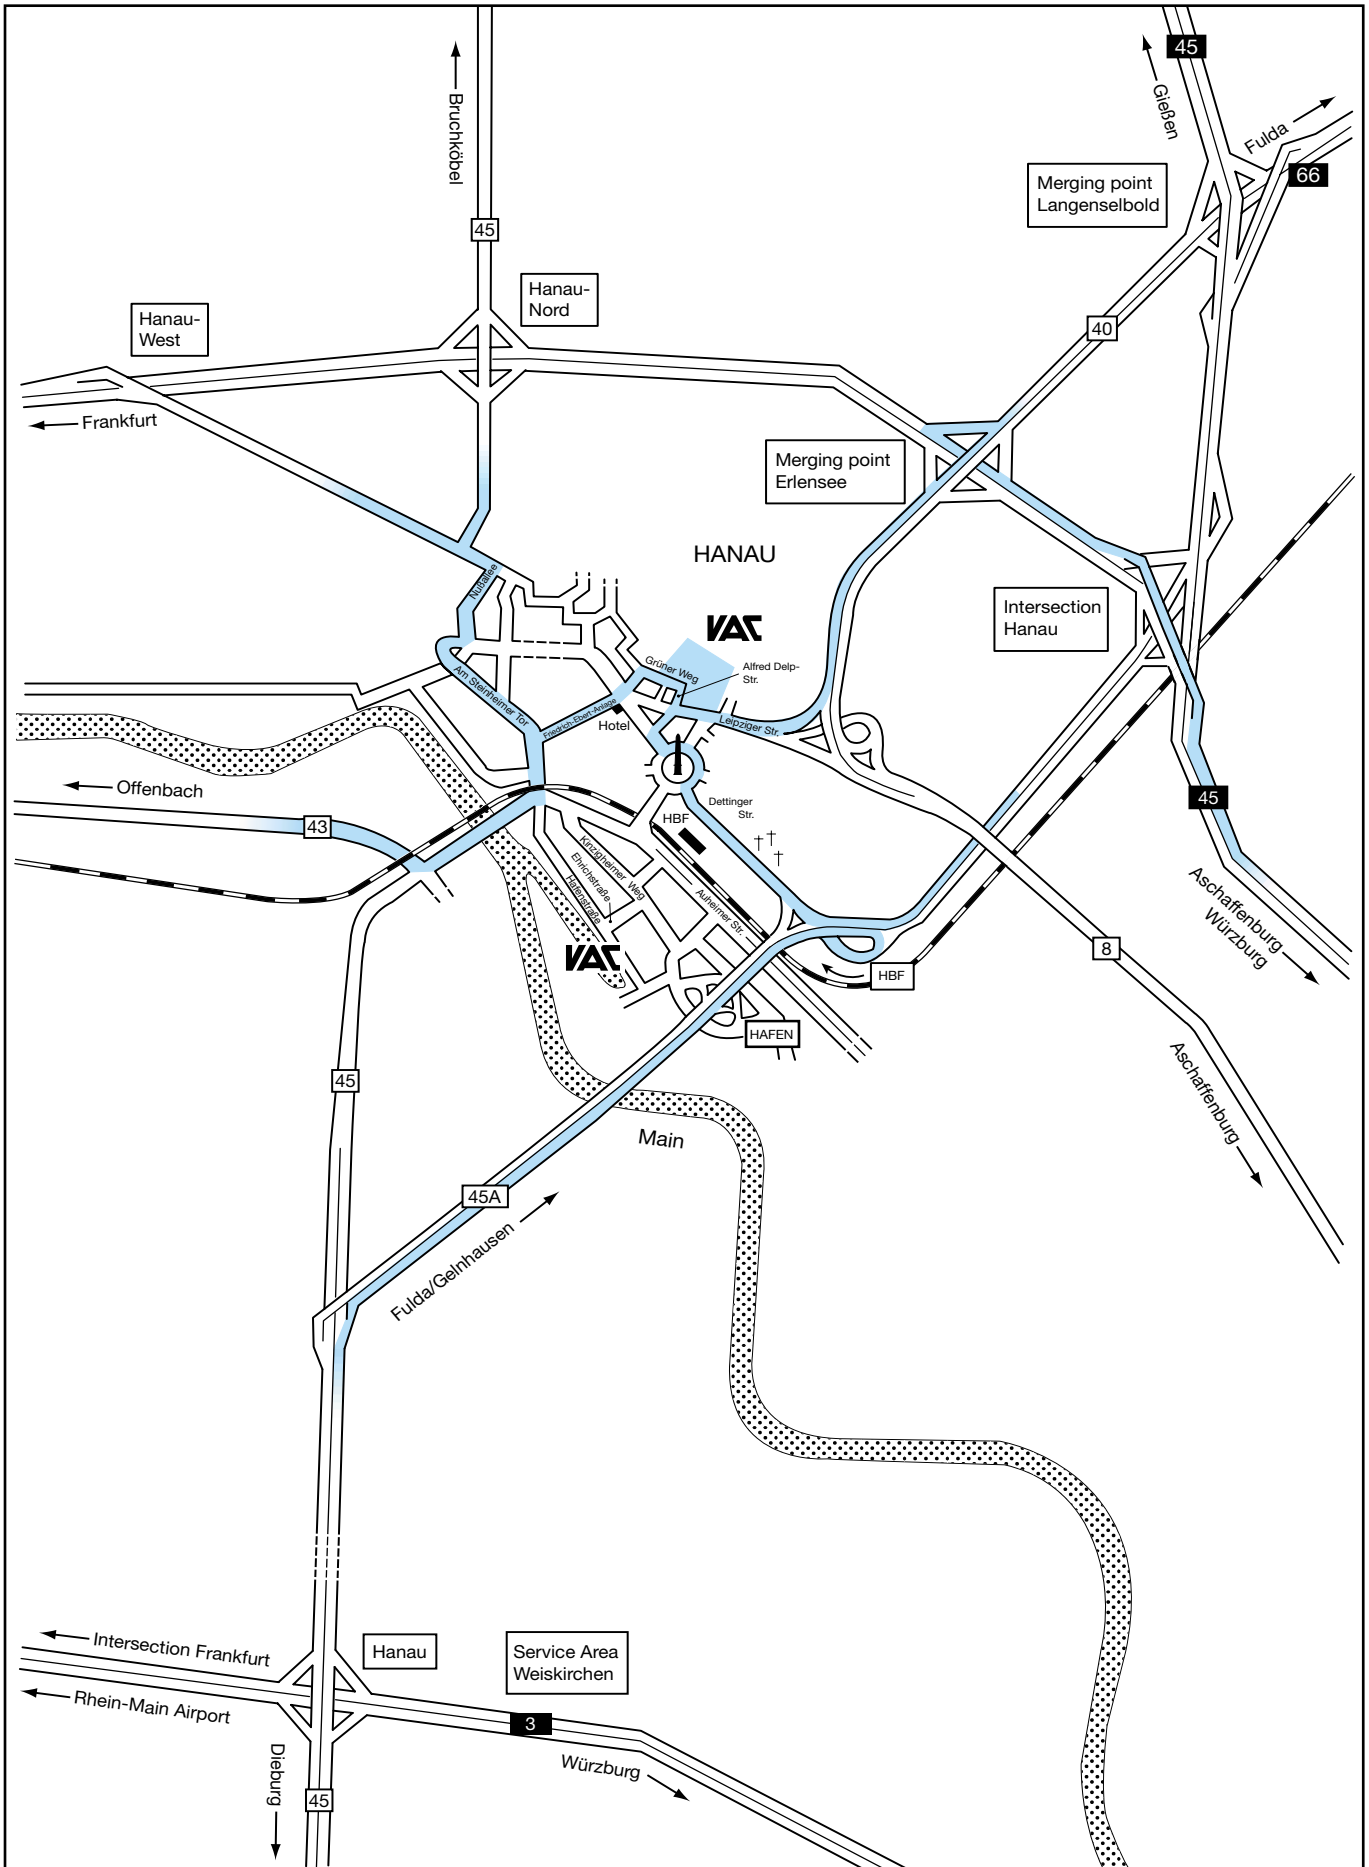 45
Gießen
Fulda
66
Bruchköbel
Merging point
Langenselbold
45
Hanau-
Nord
Hanau-
West
40
Frankfurt
Merging point
Erlensee
HANAU
Nußallee
Intersection
Hanau
VAC
Grüner Weg
Alfred Delp-
Str.
Am Steinheimer Tor
Friedrich-Ebert-Anlage
Hotel
Leipziger Str.
Offenbach
43
HBF
Dettinger
Str.
45
Kinzigheimer Weg
Ehrichstraße
Hafenstraße
Auheimer Str.
Aschaffenburg
Würzburg
8
VAC
HBF
HAFEN
45
Aschaffenburg
Main
45A
Fulda/Gelnhausen
Intersection Frankfurt
Hanau
Service Area
Weiskirchen
Rhein-Main Airport
3
Dieburg
Würzburg
45